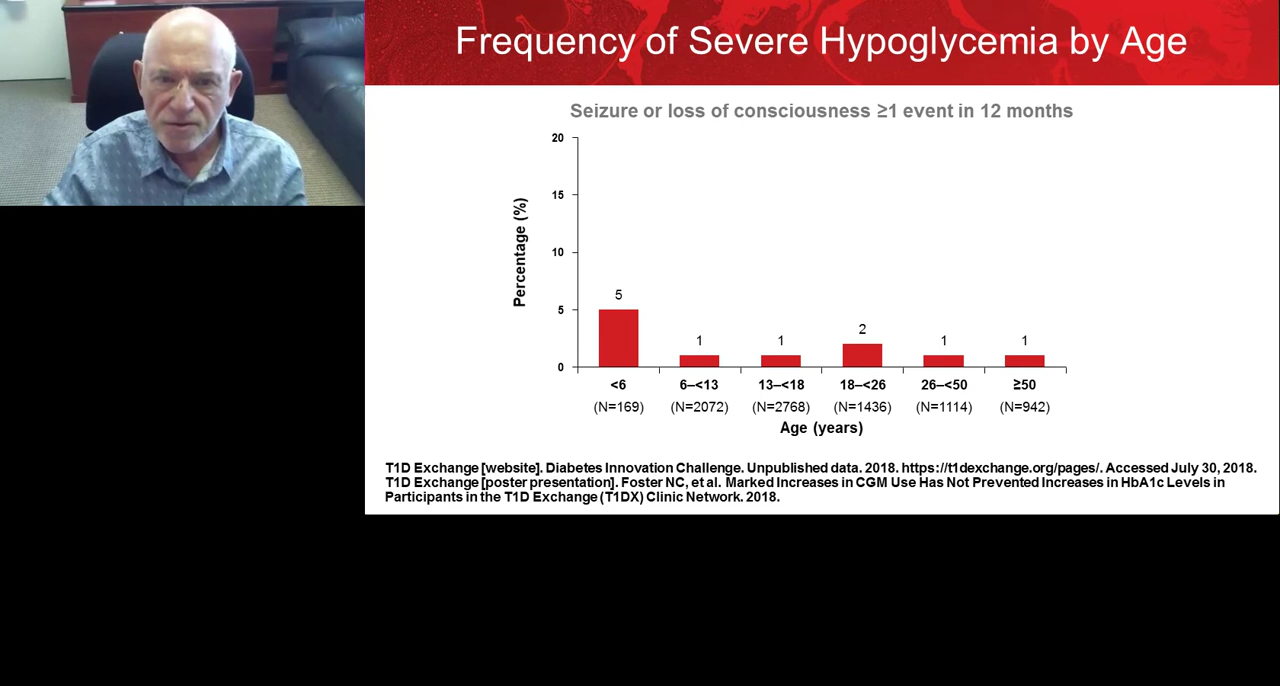 Frequency of Severe Hypoglycemia by Age
Seizure or loss of consciousness ≥1 event in 12 months
Percentage (%)
20
15
10
5
0
5
1
1
2
1
1
<6
6–<13
13–<18
18–<26
26–<50
≥50
(N=169)
(N=2072)
(N=2768)
(N=1436)
(N=1114)
(N=942)
Age (years)
T1D Exchange [website]. Diabetes Innovation Challenge. Unpublished data. 2018. https://t1dexchange.org/pages/. Accessed July 30, 2018.
T1D Exchange [poster presentation]. Foster NC, et al. Marked Increases in CGM Use Has Not Prevented Increases in HbA1c Levels in
Participants in the T1D Exchange (T1DX) Clinic Network. 2018.